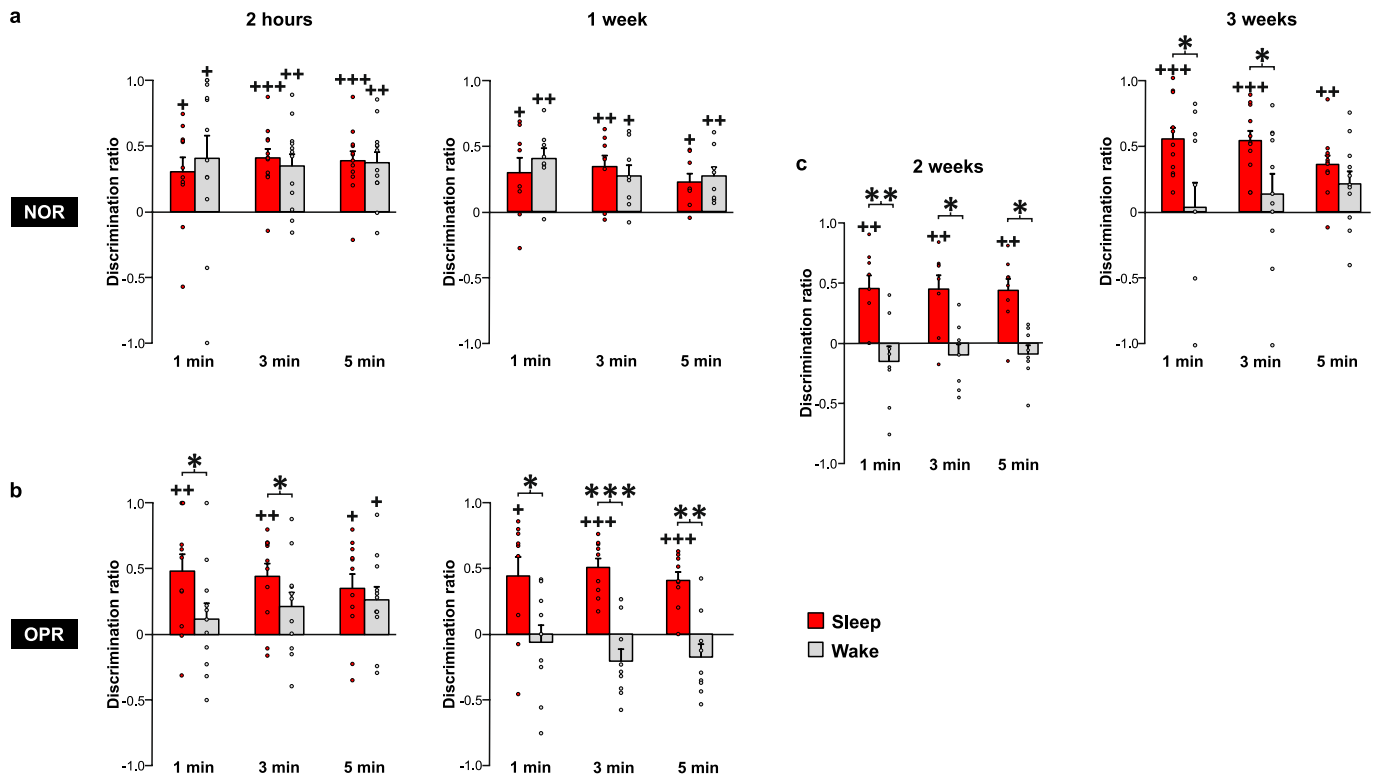 a
2 hours
1 week
3 weeks
NOR
Discrimination ratio
1.0
0.5
0
-0.5
-1.0
+
+
+++
++
+++
++
1 min
3 min
5 min
Discrimination ratio
1.0
0.5
0
-0.5
-1.0
+
++
++
+
+
++
1 min
3 min
5 min
c
2 weeks
Discrimination ratio
1.0
0.5
0
-0.5
-1.0
**
*
*
++
++
++
1 min
3 min
5 min
Discrimination ratio
1.0
0.5
0
-0.5
-1.0
*
*
+++
+++
++
1 min
3 min
5 min
b
OPR
Discrimination ratio
1.0
0.5
0
-0.5
-1.0
*
*
++
++
+
+
1 min
3 min
5 min
Discrimination ratio
1.0
0.5
0
-0.5
-1.0
*
***
**
+
+++
+++
1 min
3 min
5 min
Sleep
Wake